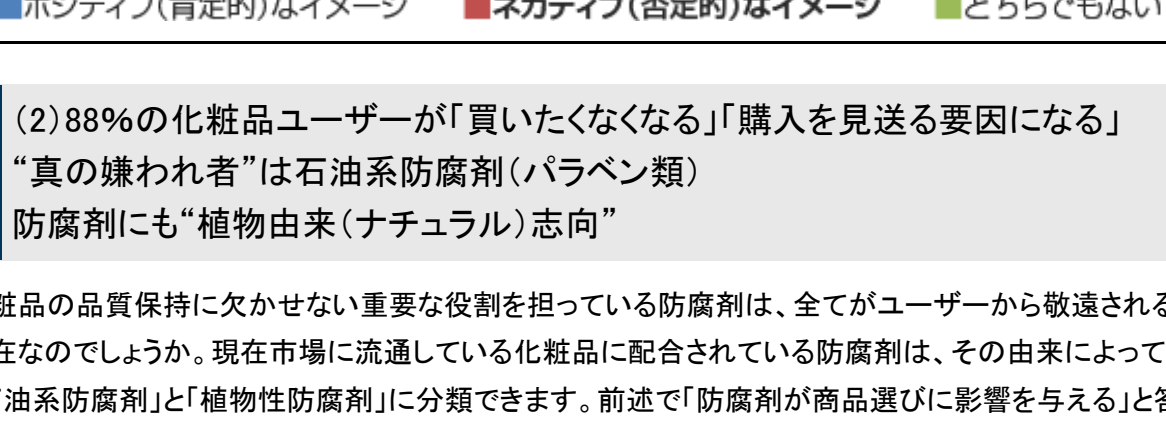 ポジティブ(肯定的)なイメージ ネガティブ(否定的)なイメージ どちらでもない
(2)88%の化粧品ユーザーが「買いたくなくなる」「購入を見送る要因になる」
“真の嫌われ者”は石油系防腐剤(パラベン類)
防腐剤にも“植物由来(ナチュラル)志向”
粧品の品質保持に欠かせない重要な役割を担っている防腐剤は、全てがユーザーから敬遠される
在なのでしょうか。現在市場に流通している化粧品に配合されている防腐剤は、その由来によって
油系防腐剤」と「植物性防腐剤」に分類できます。前述で「防腐剤が商品選びに影響を与える」と答